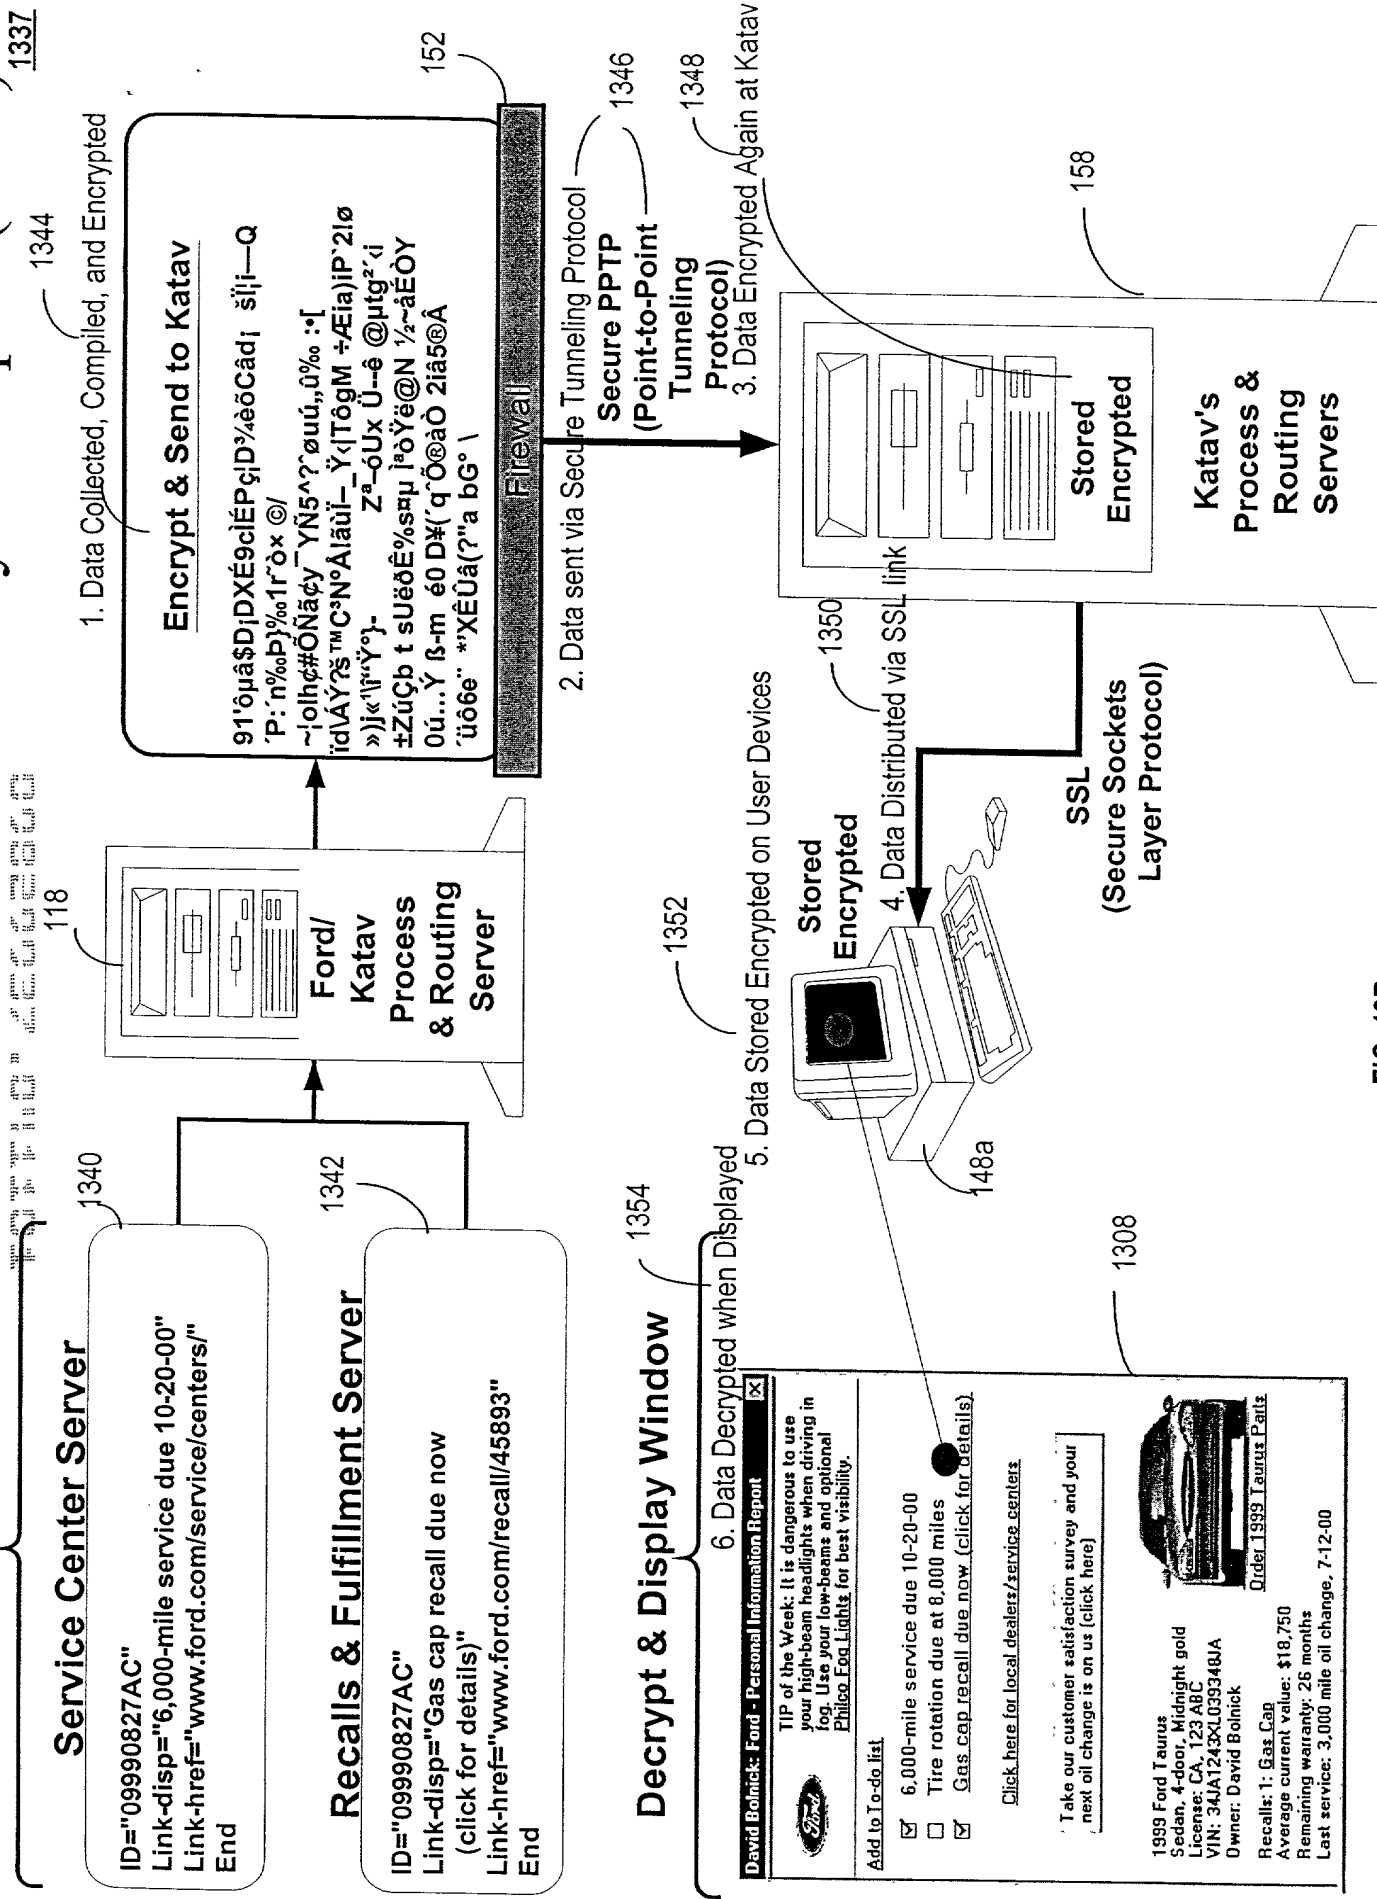 1337
Service Center Server
1340
ID="09990827AC"
Link-disp="6,000-mile service due 10-20-00"
Link-href="www.ford.com/service/centers/"
End
Recalls & Fulfillment Server
1342
ID="09990827AC"
Link-disp="Gas cap recall due now
(click for details)"
Link-href="www.ford.com/recall/45893"
End
118
Ford/
Katav
Process
& Routing
Server
1344
1. Data Collected, Compiled, and Encrypted
Encrypt & Send to Katav
152
Firewall
2. Data sent via Secure Tunneling Protocol
1346
Secure PPTP
(Point-to-Point
Tunneling
Protocol)
1348
3. Data Encrypted Again at Katav
158
Stored
Encrypted
Katav's
Process &
Routing
Servers
1350
4. Data Distributed via SSL link
SSL
(Secure Sockets
Layer Protocol)
1352
5. Data Stored Encrypted on User Devices
Stored
Encrypted
148a
1354
6. Data Decrypted when Displayed
Decrypt & Display Window
1308
David Bolnick: Ford - Personal Information Report
Ford
TIP of the Week: It is dangerous to use
your high-beam headlights when driving in
fog. Use your low-beams and optional
Philco Fog Lights for best visibility.
Add to To-do list
6,000-mile service due 10-20-00
Tire rotation due at 8,000 miles
Gas cap recall due now (click for details)
Click here for local dealers/service centers
Take our customer satisfaction survey and your
next oil change is on us (click here)
1999 Ford Taurus
Sedan, 4-door, Midnight gold
License: CA, 123 ABC
VIN: 34JA1243XL039348JA
Owner: David Bolnick
Order 1999 Taurus Parts
Recalls: 1: Gas Cap
Average current value: $18,750
Remaining warranty: 26 months
Last service: 3,000 mile oil change, 7-12-00